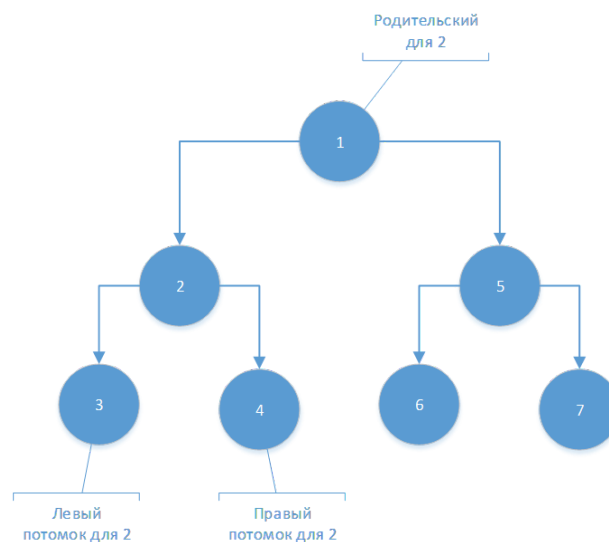 Родительский
для 2
1
2
5
3
4
6
7
Левый
потомок для 2
Правый
потомок для 2